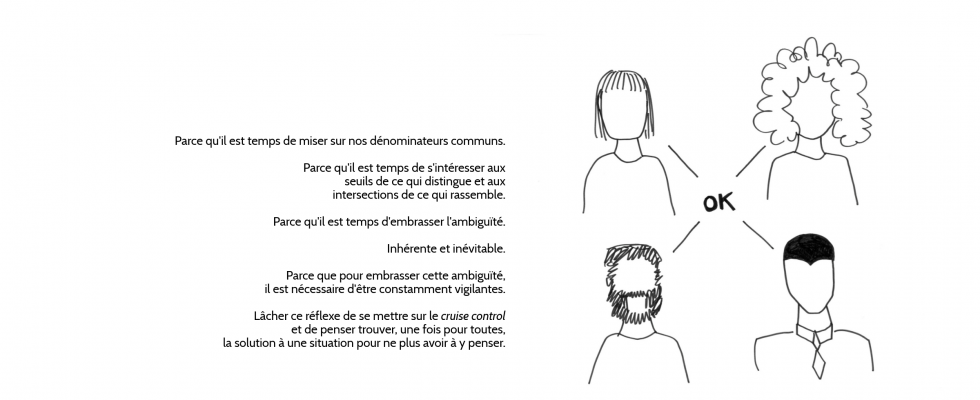 Parce qu'il est temps de miser sur nos dénominateurs communs.
Parce qu'il est temps de s'intéresser aux
seuils de ce qui distingue et aux
intersections de ce qui rassemble.
Parce qu'il est temps d'embrasser l'ambiguïté.
Inhérente et inévitable.
Parce que pour embrasser cette ambiguïté,
il est nécessaire d'être constamment vigilantes.
Lâcher ce réflexe de se mettre sur le cruise control
et de penser trouver, une fois pour toutes,
la solution à une situation pour ne plus avoir à y penser.
OK